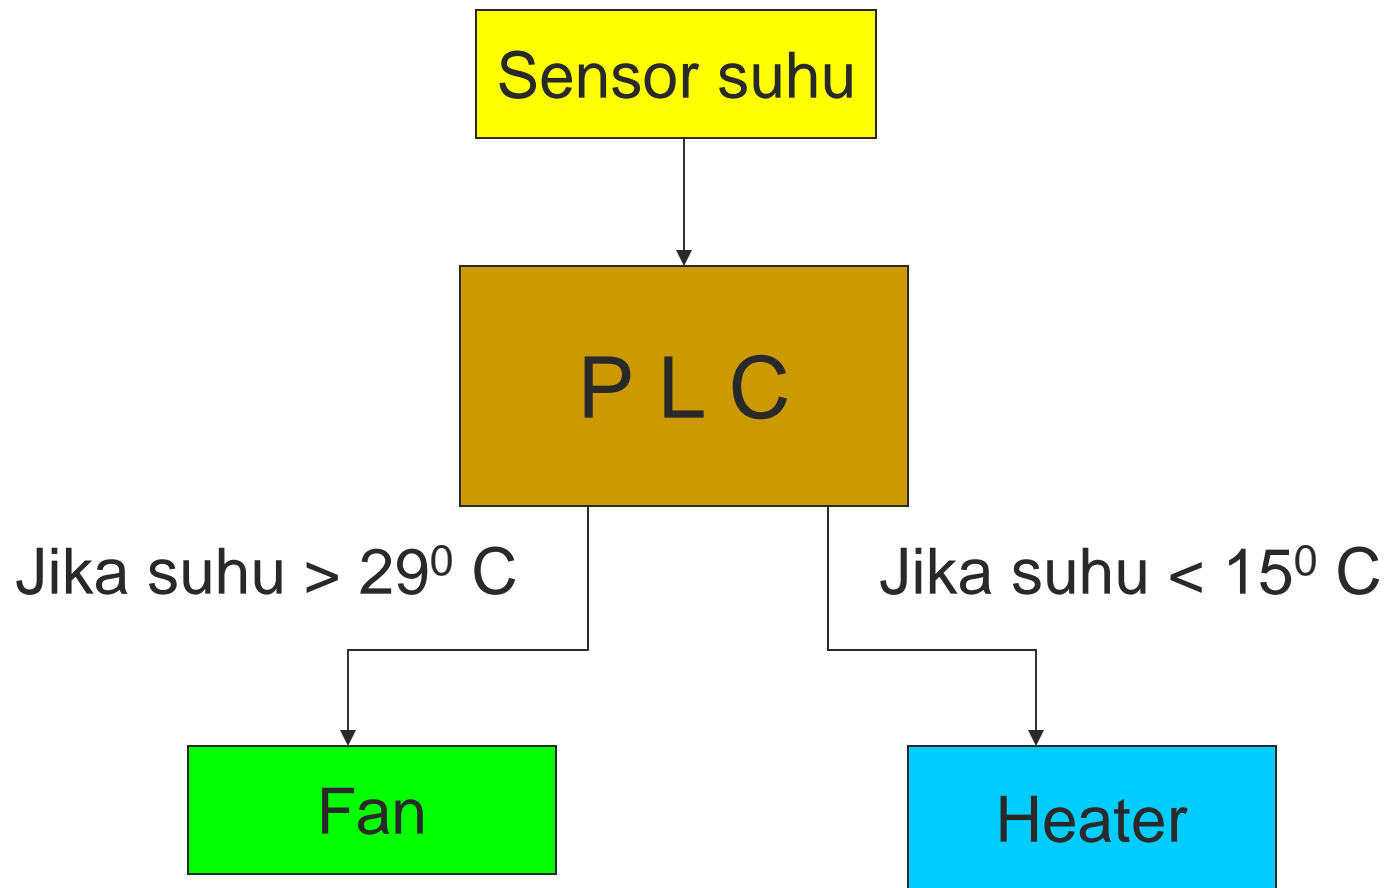 Sensor suhu
P L C
Jika suhu > 29⁰ C
Jika suhu < 15⁰ C
Fan
Heater